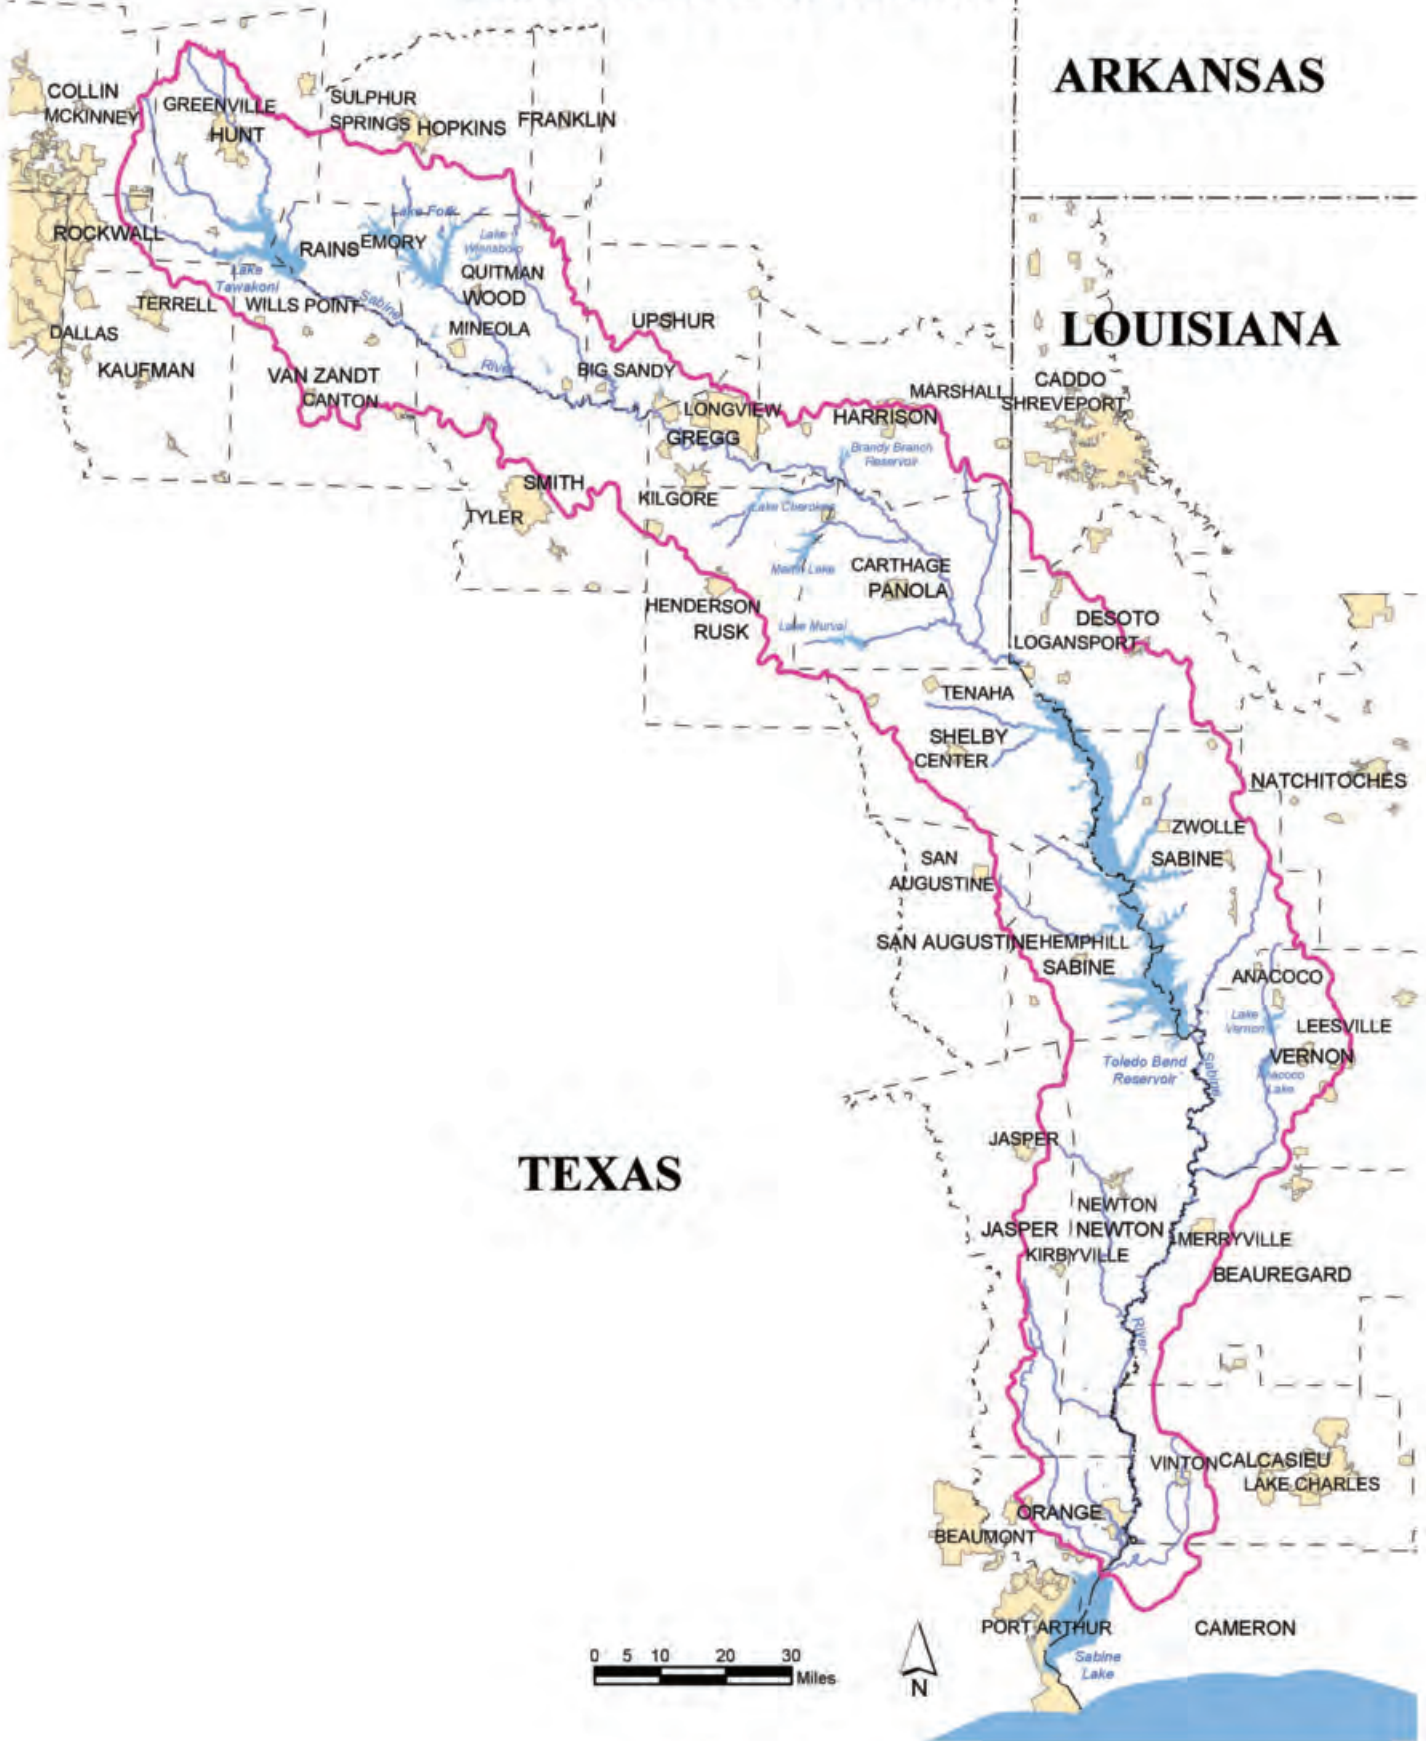 ARKANSAS
COLLIN
MCKINNEY
GREENVILLE
HUNT
SULPHUR
SPRINGS
HOPKINS
FRANKLIN
ROCKWALL
RAINS
EMORY
Lake Fork
Lake
Winnsboro
Lake
Tawakoni
QUITMAN
WOOD
TERRELL
WILLS POINT
Sabine
MINEOLA
UPSHUR
LOUISIANA
DALLAS
KAUFMAN
VAN ZANDT
CANTON
River
BIG SANDY
MARSHALL
CADDO
SHREVEPORT
LONGVIEW
HARRISON
GREGG
Brandy Branch
Reservoir
SMITH
TYLER
KILGORE
Lake Cherokee
Martin Lake
CARTHAGE
PANOLA
HENDERSON
RUSK
Lake Murval
DESOTO
LOGANSPORT
TENAHA
SHELBY
CENTER
NATCHITOCHES
ZWOLLE
SABINE
SAN
AUGUSTINE
SAN AUGUSTINE
HEMPHILL
SABINE
ANACOCO
Lake
Vernon
LEESVILLE
VERNON
Anacoco
Lake
Toledo Bend
Reservoir
Sabine
JASPER
TEXAS
NEWTON
JASPER
NEWTON
KIRBYVILLE
MERRYVILLE
BEAUREGARD
River
VINTON
CALCASIEU
LAKE CHARLES
ORANGE
BEAUMONT
PORT ARTHUR
CAMERON
Sabine
Lake
0 5 10 20 30
Miles
N